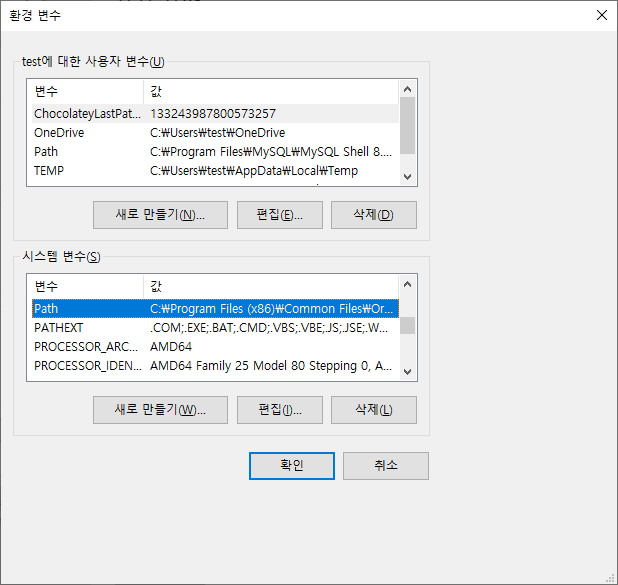 환경 변수
test에 대한 사용자 변수(U)
변수 값
ChocolateyLastPat... 133243987800573257
OneDrive C:₩Users₩test₩OneDrive
Path C:₩Program Files₩MySQL₩MySQL Shell 8....
TEMP C:₩Users₩test₩AppData₩Local₩Temp
새로 만들기(N)... 편집(E)... 삭제(D)
시스템 변수(S)
변수 값
Path C:₩Program Files (x86)₩Common Files₩Or...
PATHEXT .COM;.EXE;.BAT;.CMD;.VBS;.VBE;.JS;.JSE;.W...
PROCESSOR_ARC... AMD64
PROCESSOR_IDEN... AMD64 Family 25 Model 80 Stepping 0, A...
새로 만들기(W)... 편집(I)... 삭제(L)
확인 취소